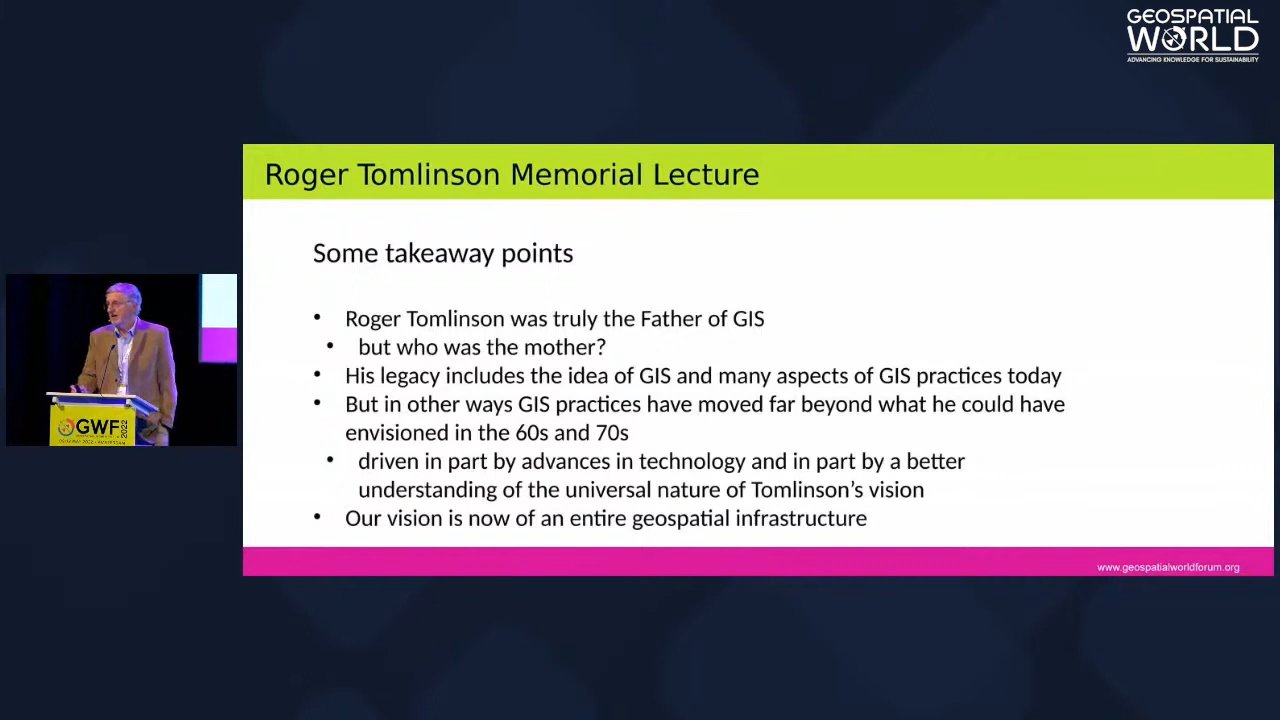 GEOSPATIAL
WORLD
ADVANCING KNOWLEDGE FOR SUSTAINABILITY
Roger Tomlinson Memorial Lecture
Some takeaway points
• Roger Tomlinson was truly the Father of GIS
• but who was the mother?
• His legacy includes the idea of GIS and many aspects of GIS practices today
• But in other ways GIS practices have moved far beyond what he could have
envisioned in the 60s and 70s
• driven in part by advances in technology and in part by a better
understanding of the universal nature of Tomlinson’s vision
• Our vision is now of an entire geospatial infrastructure
www.geospatialworldforum.org
GWF
2022